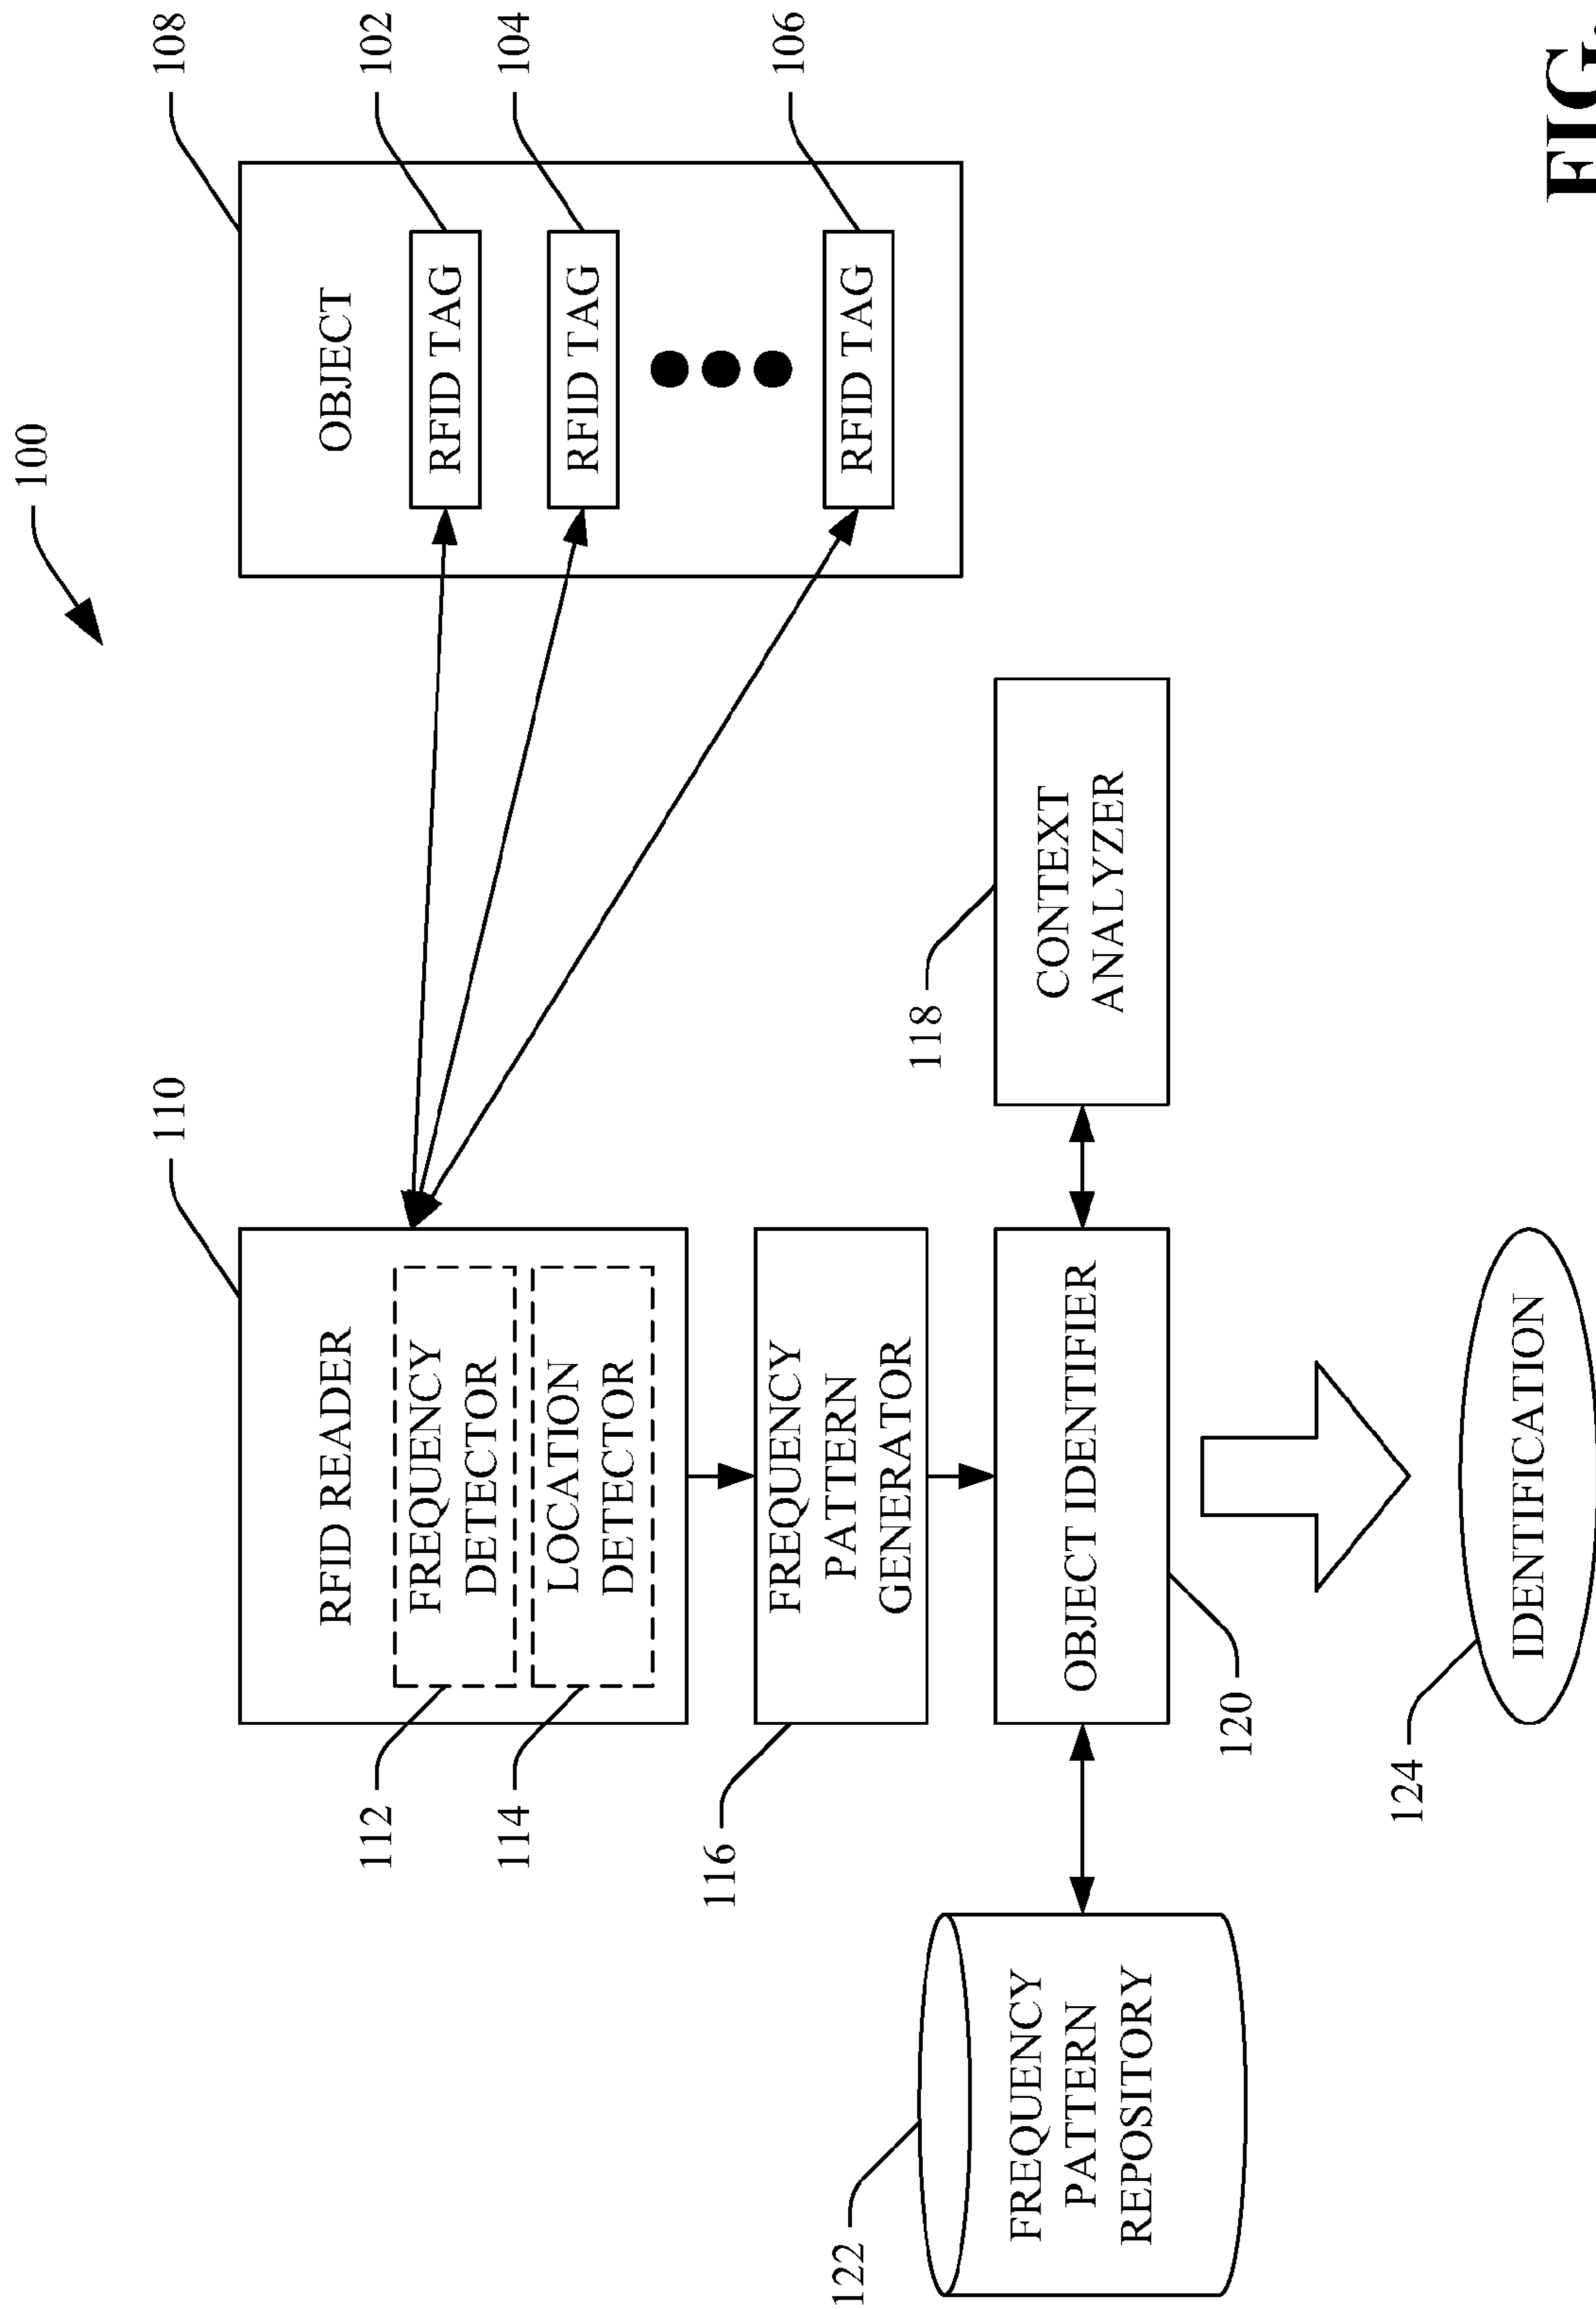 100
110
108
RFID READER
OBJECT
FREQUENCY
DETECTOR
112
RFID TAG
102
LOCATION
DETECTOR
114
RFID TAG
104
FREQUENCY
PATTERN
GENERATOR
116
RFID TAG
106
122
118
FREQUENCY
PATTERN
REPOSITORY
OBJECT IDENTIFIER
CONTEXT
ANALYZER
120
124
IDENTIFICATION
FIG.